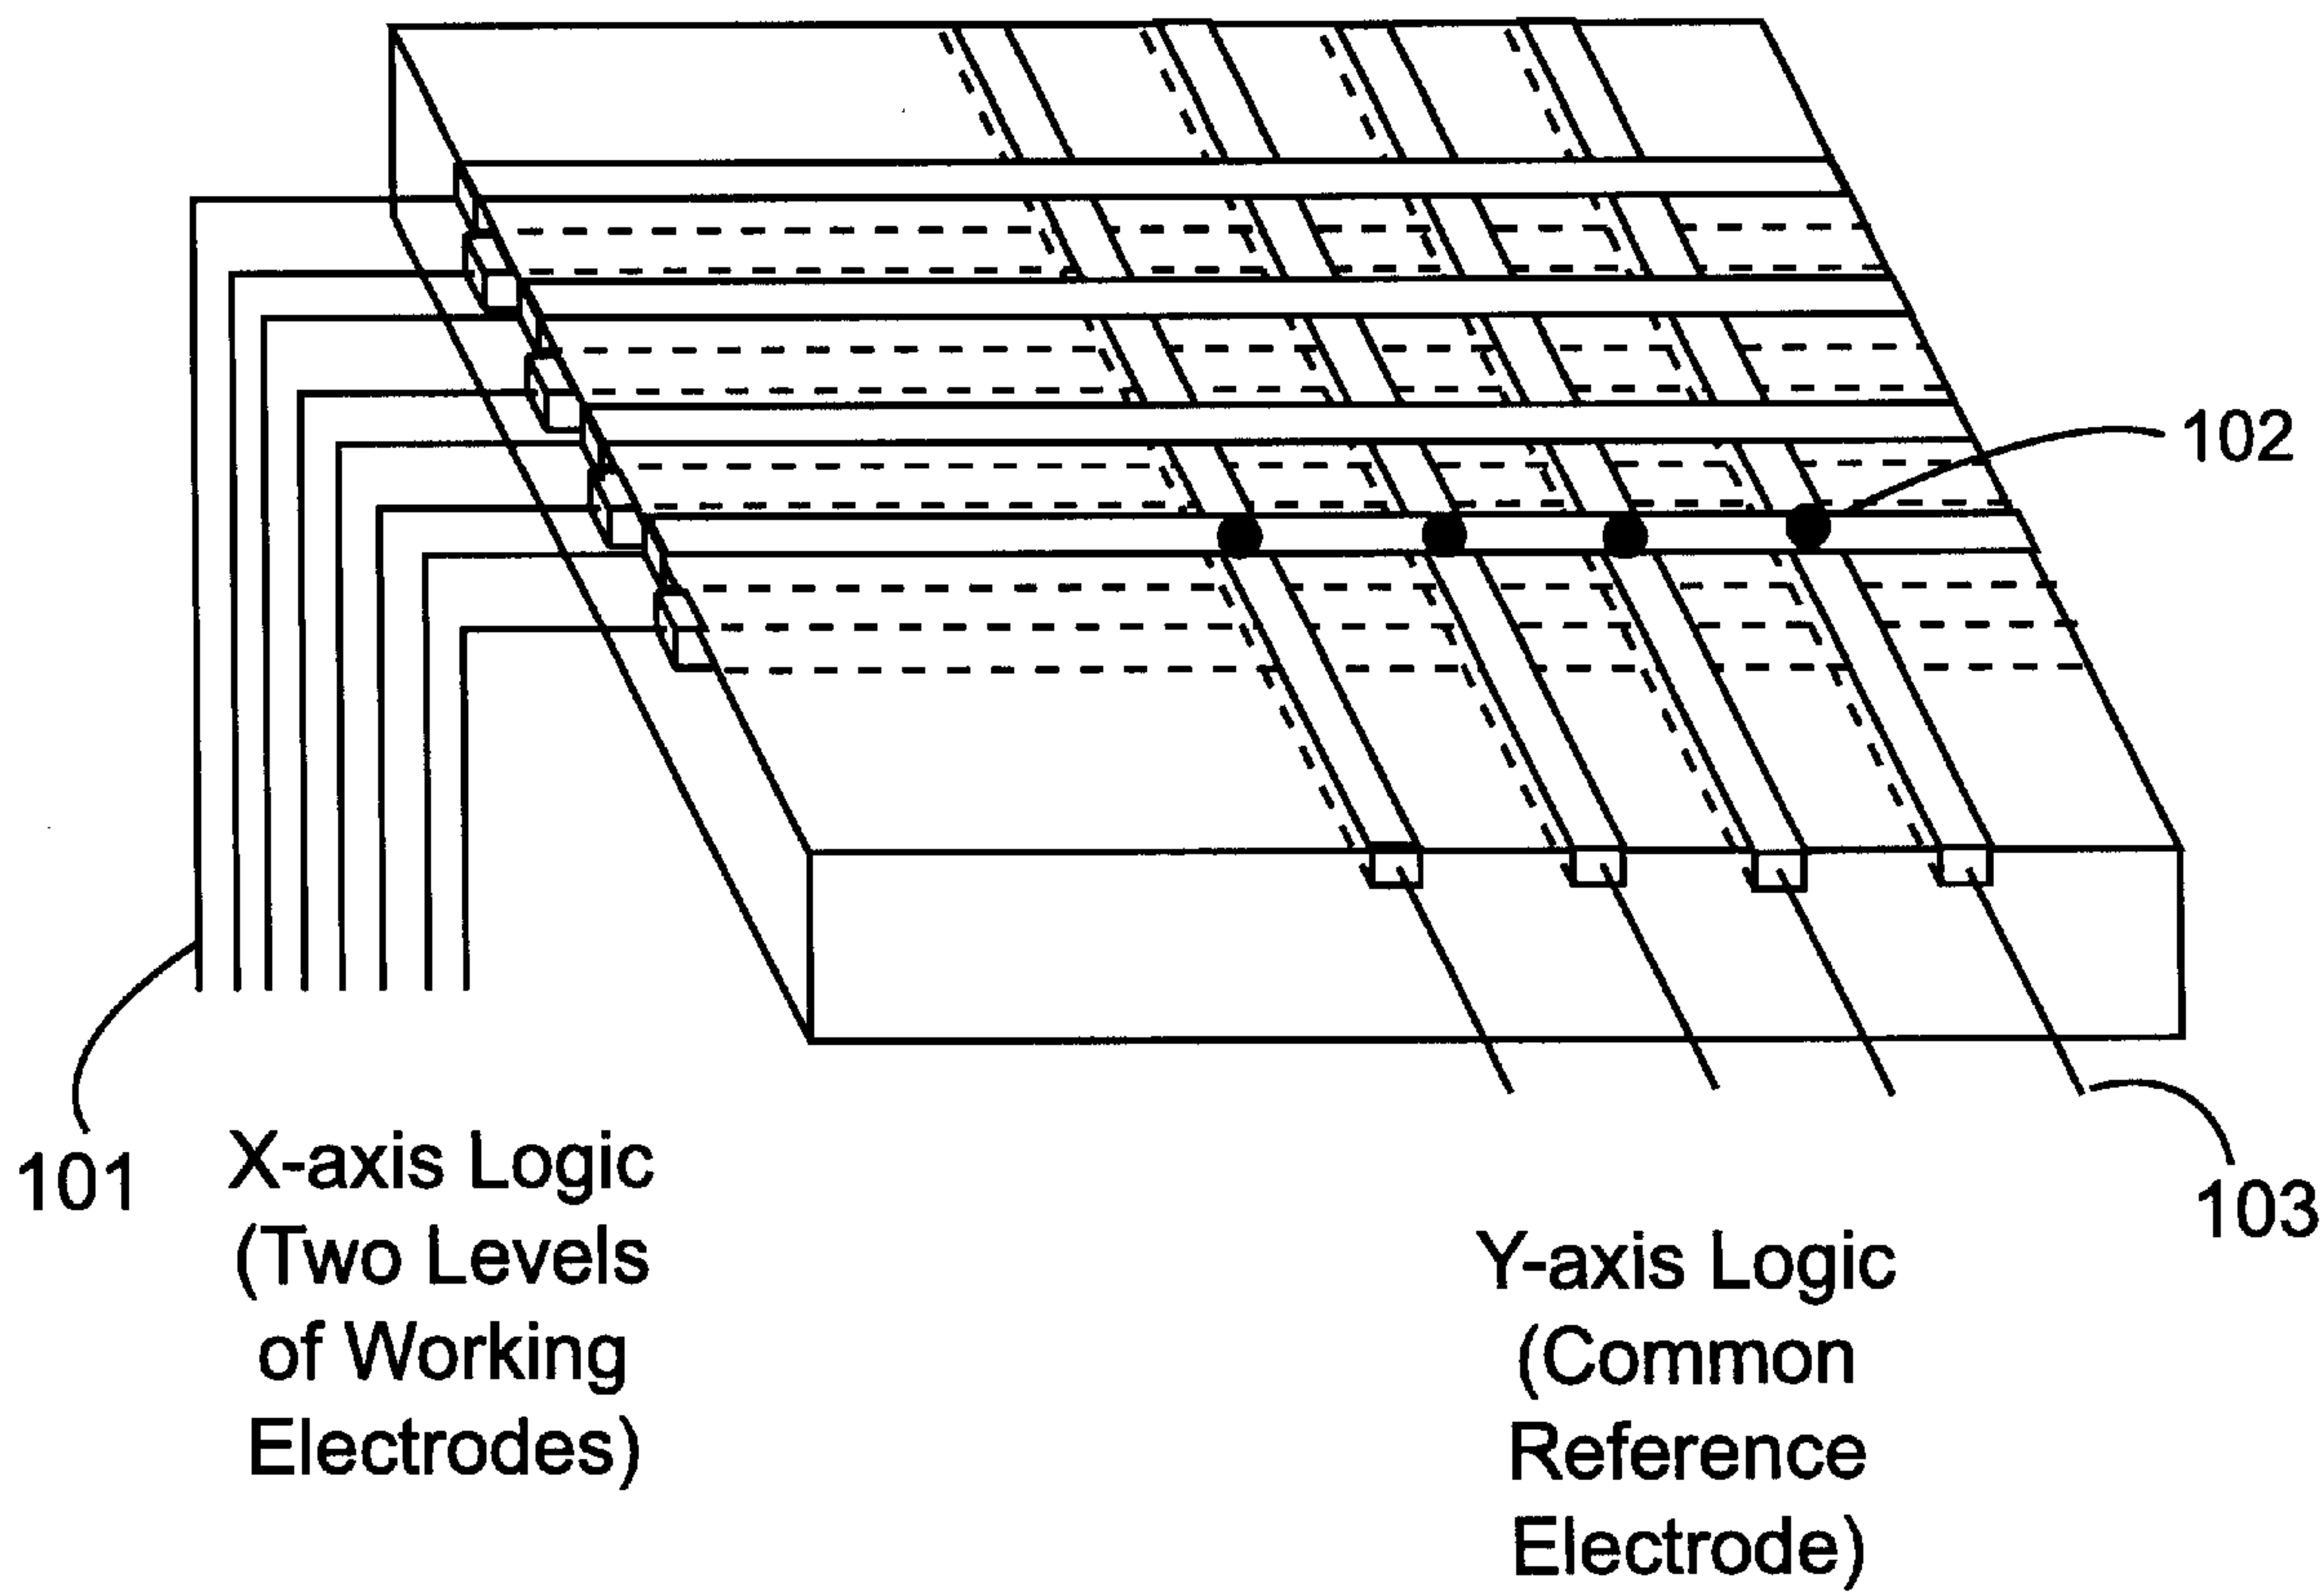 102
101
X-axis Logic
(Two Levels
of Working
Electrodes)
103
Y-axis Logic
(Common
Reference
Electrode)